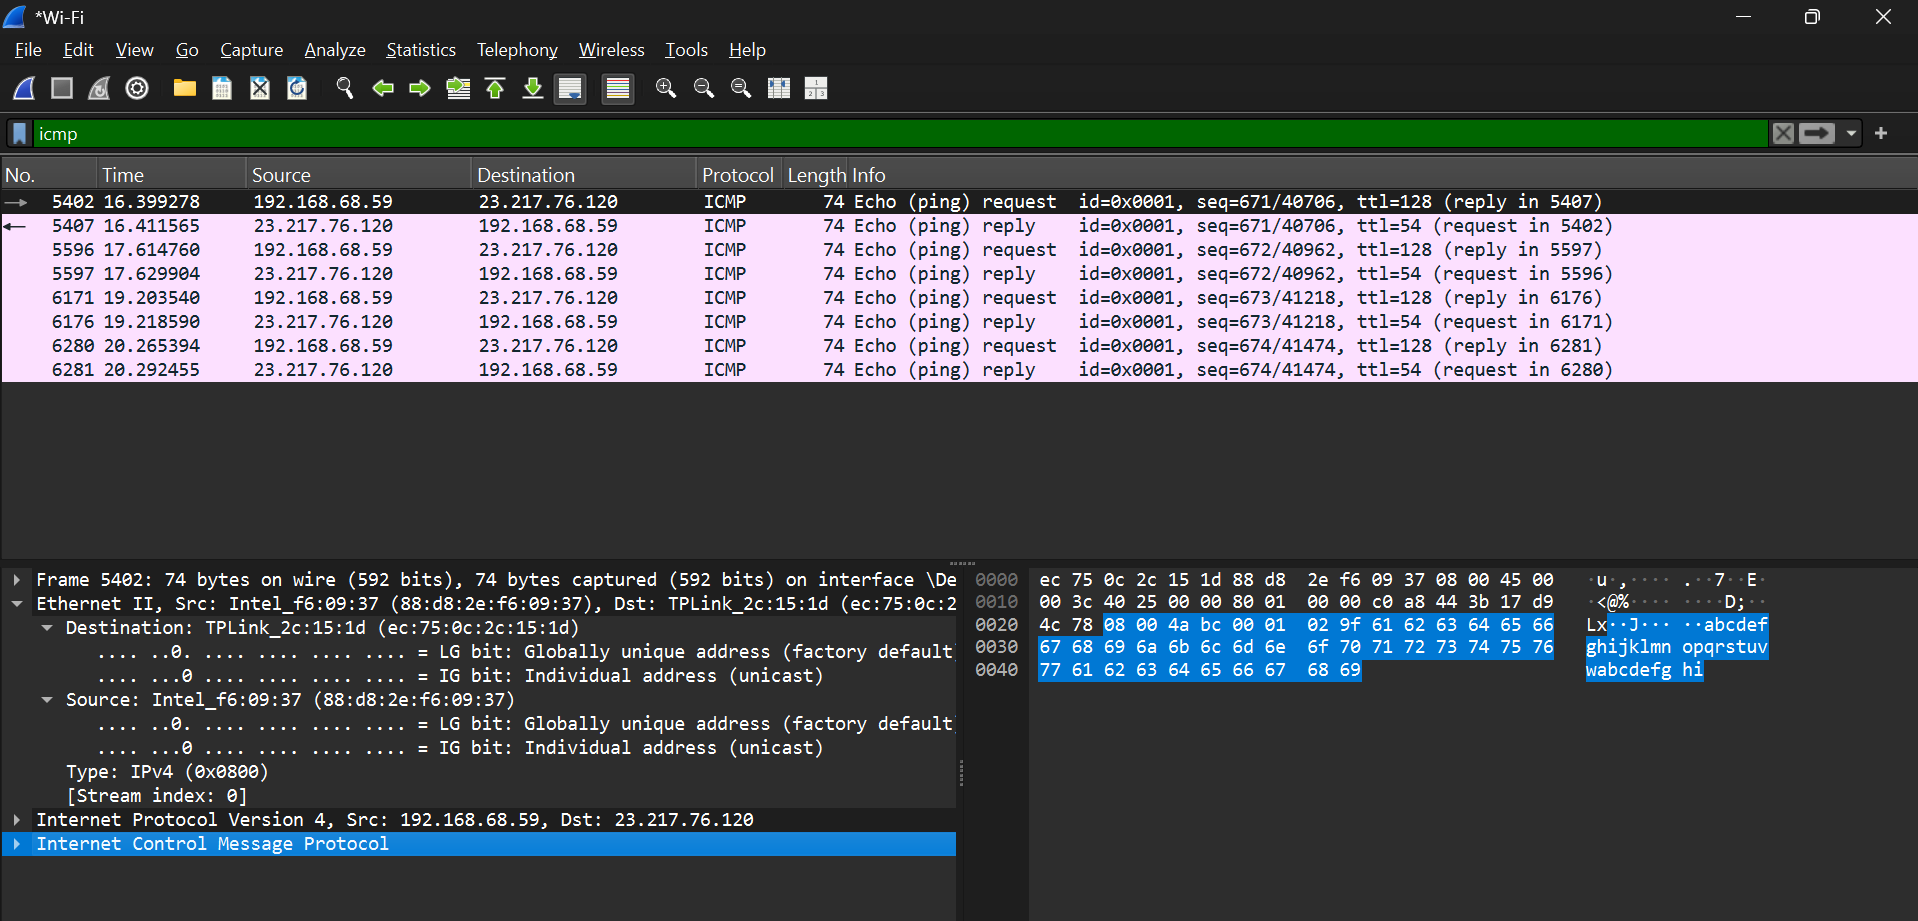 *Wi-Fi
File Edit View Go Capture Analyze Statistics Telephony Wireless Tools Help
icmp
No. Time Source Destination Protocol Length Info
5402 16.399278 192.168.68.59 23.217.76.120 ICMP 74 Echo (ping) request id=0x0001, seq=671/40706, ttl=128 (reply in 5407)
5407 16.411565 23.217.76.120 192.168.68.59 ICMP 74 Echo (ping) reply id=0x0001, seq=671/40706, ttl=54 (request in 5402)
5596 17.614760 192.168.68.59 23.217.76.120 ICMP 74 Echo (ping) request id=0x0001, seq=672/40962, ttl=128 (reply in 5597)
5597 17.629904 23.217.76.120 192.168.68.59 ICMP 74 Echo (ping) reply id=0x0001, seq=672/40962, ttl=54 (request in 5596)
6171 19.203540 192.168.68.59 23.217.76.120 ICMP 74 Echo (ping) request id=0x0001, seq=673/41218, ttl=128 (reply in 6176)
6176 19.218590 23.217.76.120 192.168.68.59 ICMP 74 Echo (ping) reply id=0x0001, seq=673/41218, ttl=54 (request in 6171)
6280 20.265394 192.168.68.59 23.217.76.120 ICMP 74 Echo (ping) request id=0x0001, seq=674/41474, ttl=128 (reply in 6281)
6281 20.292455 23.217.76.120 192.168.68.59 ICMP 74 Echo (ping) reply id=0x0001, seq=674/41474, ttl=54 (request in 6280)
Frame 5402: 74 bytes on wire (592 bits), 74 bytes captured (592 bits) on interface \De
Ethernet II, Src: Intel_f6:09:37 (88:d8:2e:f6:09:37), Dst: TPLink_2c:15:1d (ec:75:0c:2
Destination: TPLink_2c:15:1d (ec:75:0c:2c:15:1d)
.... ..0. .... .... .... .... = LG bit: Globally unique address (factory default
.... ...0 .... .... .... .... = IG bit: Individual address (unicast)
Source: Intel_f6:09:37 (88:d8:2e:f6:09:37)
.... ..0. .... .... .... .... = LG bit: Globally unique address (factory default
.... ...0 .... .... .... .... = IG bit: Individual address (unicast)
Type: IPv4 (0x0800)
[Stream index: 0]
Internet Protocol Version 4, Src: 192.168.68.59, Dst: 23.217.76.120
Internet Control Message Protocol
0000 ec 75 0c 2c 15 1d 88 d8 2e f6 09 37 08 00 45 00 ·u·,···· .··7··E·
0010 00 3c 40 25 00 00 80 01 00 00 c0 a8 44 3b 17 d9 ·<@%···· ····D;··
0020 4c 78 08 00 4a bc 00 01 02 9f 61 62 63 64 65 66 Lx··J··· ··abcdef
0030 67 68 69 6a 6b 6c 6d 6e 6f 70 71 72 73 74 75 76 ghijklmn opqrstuv
0040 77 61 62 63 64 65 66 67 68 69 wabcdefg hi